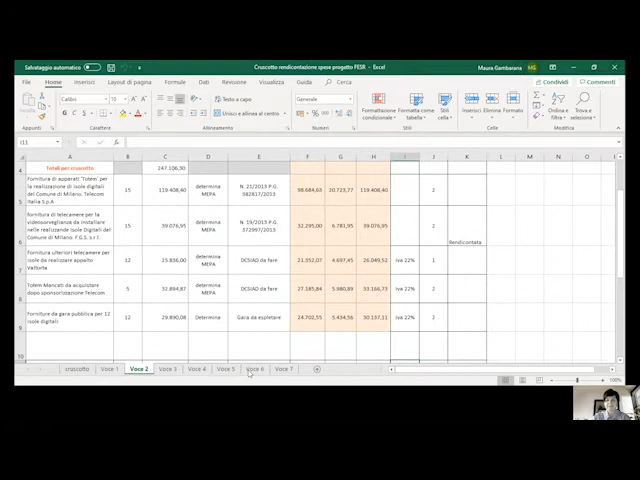 Salvataggio automatico
Cruscotto rendicontazione spese progetto FESR - Excel
Maura Gambarana MG
File Home Inserisci Layout di pagina Formule Dati Revisione Visualizza Guida Cerca Condividi Commenti
Calibri 10 Testo a capo Generale
Incolla G C S Unisci e allinea al centro
Formattazione condizionale Formatta come tabella Stili cella Inserisci Elimina Formato Ordina e filtra Trova e seleziona
Appunti Carattere Allineamento Numeri Stili Celle Modifica
I11
A B C D E F G H I J K L M N O
4 Totali per cruscotto 247.106,30
Fornitura di apparati 'Totem' per la realizzazione di isole digitali del Comune di Milano. Telecom Italia S.p.A 15 119.408,40 determina MEPA N. 21/2013 P.G. 382817/2013 98.684,63 20.723,77 119.408,40 2
5
Fornitura di telecamere per la videosorveglianza da installare nelle realizzande Isole Digitali del Comune di Milano. F.G.S. s.r.l. 15 39.076,95 determina MEPA N. 19/2013 P.G. 372997/2013 32.295,00 6.781,95 39.076,95 2 Rendicontata
6
Fornitura ulteriori telecamere per isole da realizzare appalto Valtorta 12 25.836,00 determina MEPA DCSIAD da fare 21.352,07 4.697,45 26.049,52 iva 22% 1
7
Totem Mancati da acquistare dopo sponsorizzazione Telecom 5 32.894,87 determina MEPA DCSIAD da fare 27.185,84 5.980,89 33.166,73 iva 22% 2
8
Forniture da gara pubblica per 12 isole digitali 12 29.890,08 Determina Gara da espletare 24.702,55 5.434,56 30.137,11 iva 22% 2
9
10
cruscotto Voce 1 Voce 2 Voce 3 Voce 4 Voce 5 Voce 6 Voce 7
100%